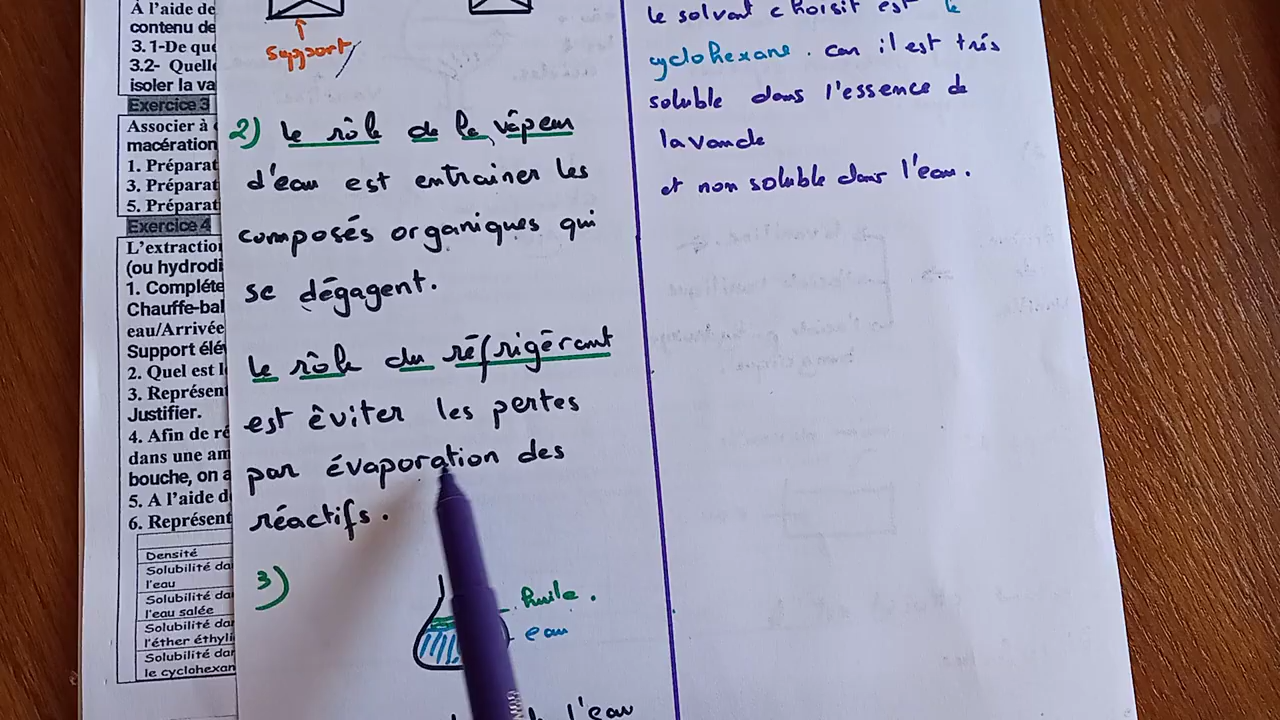 À l'aide de
contenu de
3. 1-De que
3.2- Quelle
isoler la va
Exercice 3
Associer à
macération
1. Préparat
3. Préparat
5. Préparat
Exercice 4
L'extraction
(ou hydrodi
1. Compléte
Chauffe-bal
eau/Arrivée
Support élév
2. Quel est l
3. Représent
Justifier.
4. Afin de ré
dans une am
bouche, on a
5. A l'aide d
6. Représent
Densité
Solubilité da
l'eau
Solubilité da
l'eau salée
Solubilité da
l'éther éthyli
Solubilité da
le cyclohexan
support
2) le rôle de la vapeur
d'eau est entrainer les
composés organiques qui
se dégagent.
le rôle du réfrigérant
est éviter les pertes
par évaporation des
réactifs.
3)
huile.
eau
l'eau
le solvant choisit est le
cyclohexane. car il est très
soluble dans l'essence de
lavande
et non soluble dans l'eau.